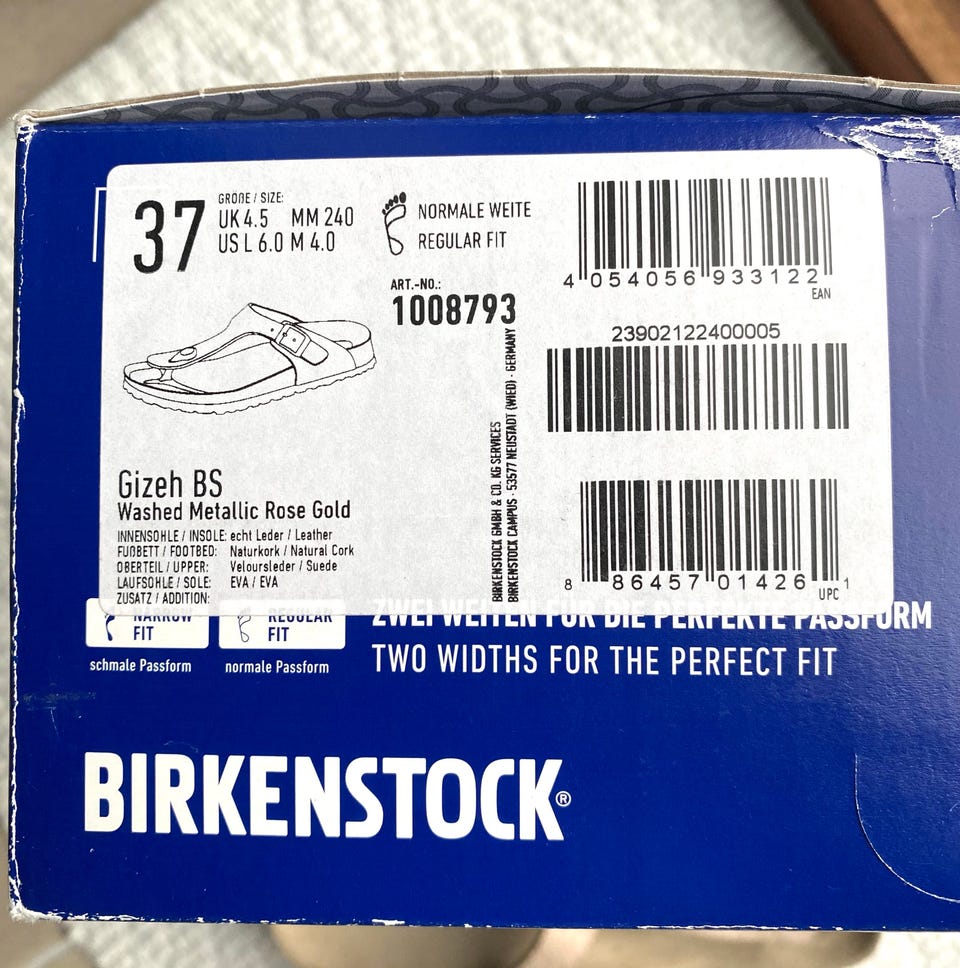 37
GRÖßE / SIZE:
UK 4.5 MM 240
US L 6.0 M 4.0
NORMALE WEITE
REGULAR FIT
ART.-NO.:
1008793
4 054056 933122
EAN
23902122400005
8 86457 01426 1
UPC
Gizeh BS
Washed Metallic Rose Gold
INNENSOHLE / INSOLE: echt Leder / Leather
FUßBETT / FOOTBED: Naturkork / Natural Cork
OBERTEIL / UPPER: Veloursleder / Suede
LAUFSOHLE / SOLE: EVA / EVA
ZUSATZ / ADDITION:
BIRKENSTOCK GMBH & CO. KG SERVICES
BIRKENSTOCK CAMPUS · 53577 NEUSTADT (WIED) · GERMANY
NARROW
FIT
schmale Passform
REGULAR
FIT
normale Passform
ZWEI WEITEN FÜR DIE PERFEKTE PASSFORM
TWO WIDTHS FOR THE PERFECT FIT
BIRKENSTOCK®